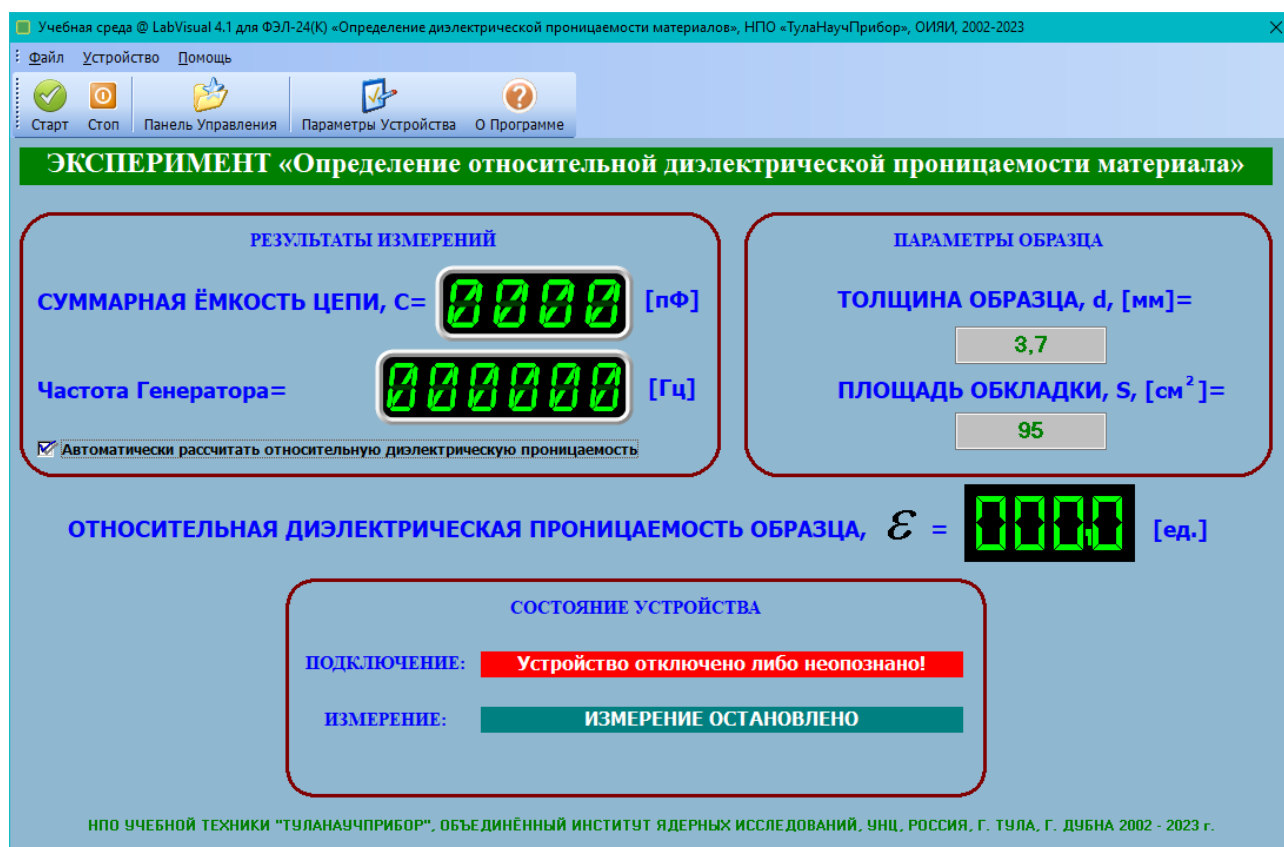 Учебная среда @ LabVisual 4.1 для ФЭЛ-24(К) «Определение диэлектрической проницаемости материалов», НПО «ТулаНаучПрибор», ОИЯИ, 2002-2023
Файл Устройство Помощь
Старт Стоп Панель Управления Параметры Устройства О Программе
ЭКСПЕРИМЕНТ «Определение относительной диэлектрической проницаемости материала»
РЕЗУЛЬТАТЫ ИЗМЕРЕНИЙ
СУММАРНАЯ ЁМКОСТЬ ЦЕПИ, С= 0000 [пФ]
Частота Генератора= 000000 [Гц]
Автоматически рассчитать относительную диэлектрическую проницаемость
ПАРАМЕТРЫ ОБРАЗЦА
ТОЛЩИНА ОБРАЗЦА, d, [мм]=
3,7
ПЛОЩАДЬ ОБКЛАДКИ, S, [см²]=
95
ОТНОСИТЕЛЬНАЯ ДИЭЛЕКТРИЧЕСКАЯ ПРОНИЦАЕМОСТЬ ОБРАЗЦА, ε = 000,0 [ед.]
СОСТОЯНИЕ УСТРОЙСТВА
ПОДКЛЮЧЕНИЕ: Устройство отключено либо неопознано!
ИЗМЕРЕНИЕ: ИЗМЕРЕНИЕ ОСТАНОВЛЕНО
НПО УЧЕБНОЙ ТЕХНИКИ "ТУЛАНАУЧПРИБОР", ОБЪЕДИНЁННЫЙ ИНСТИТУТ ЯДЕРНЫХ ИССЛЕДОВАНИЙ, УНЦ, РОССИЯ, Г. ТУЛА, Г. ДУБНА 2002 - 2023 г.